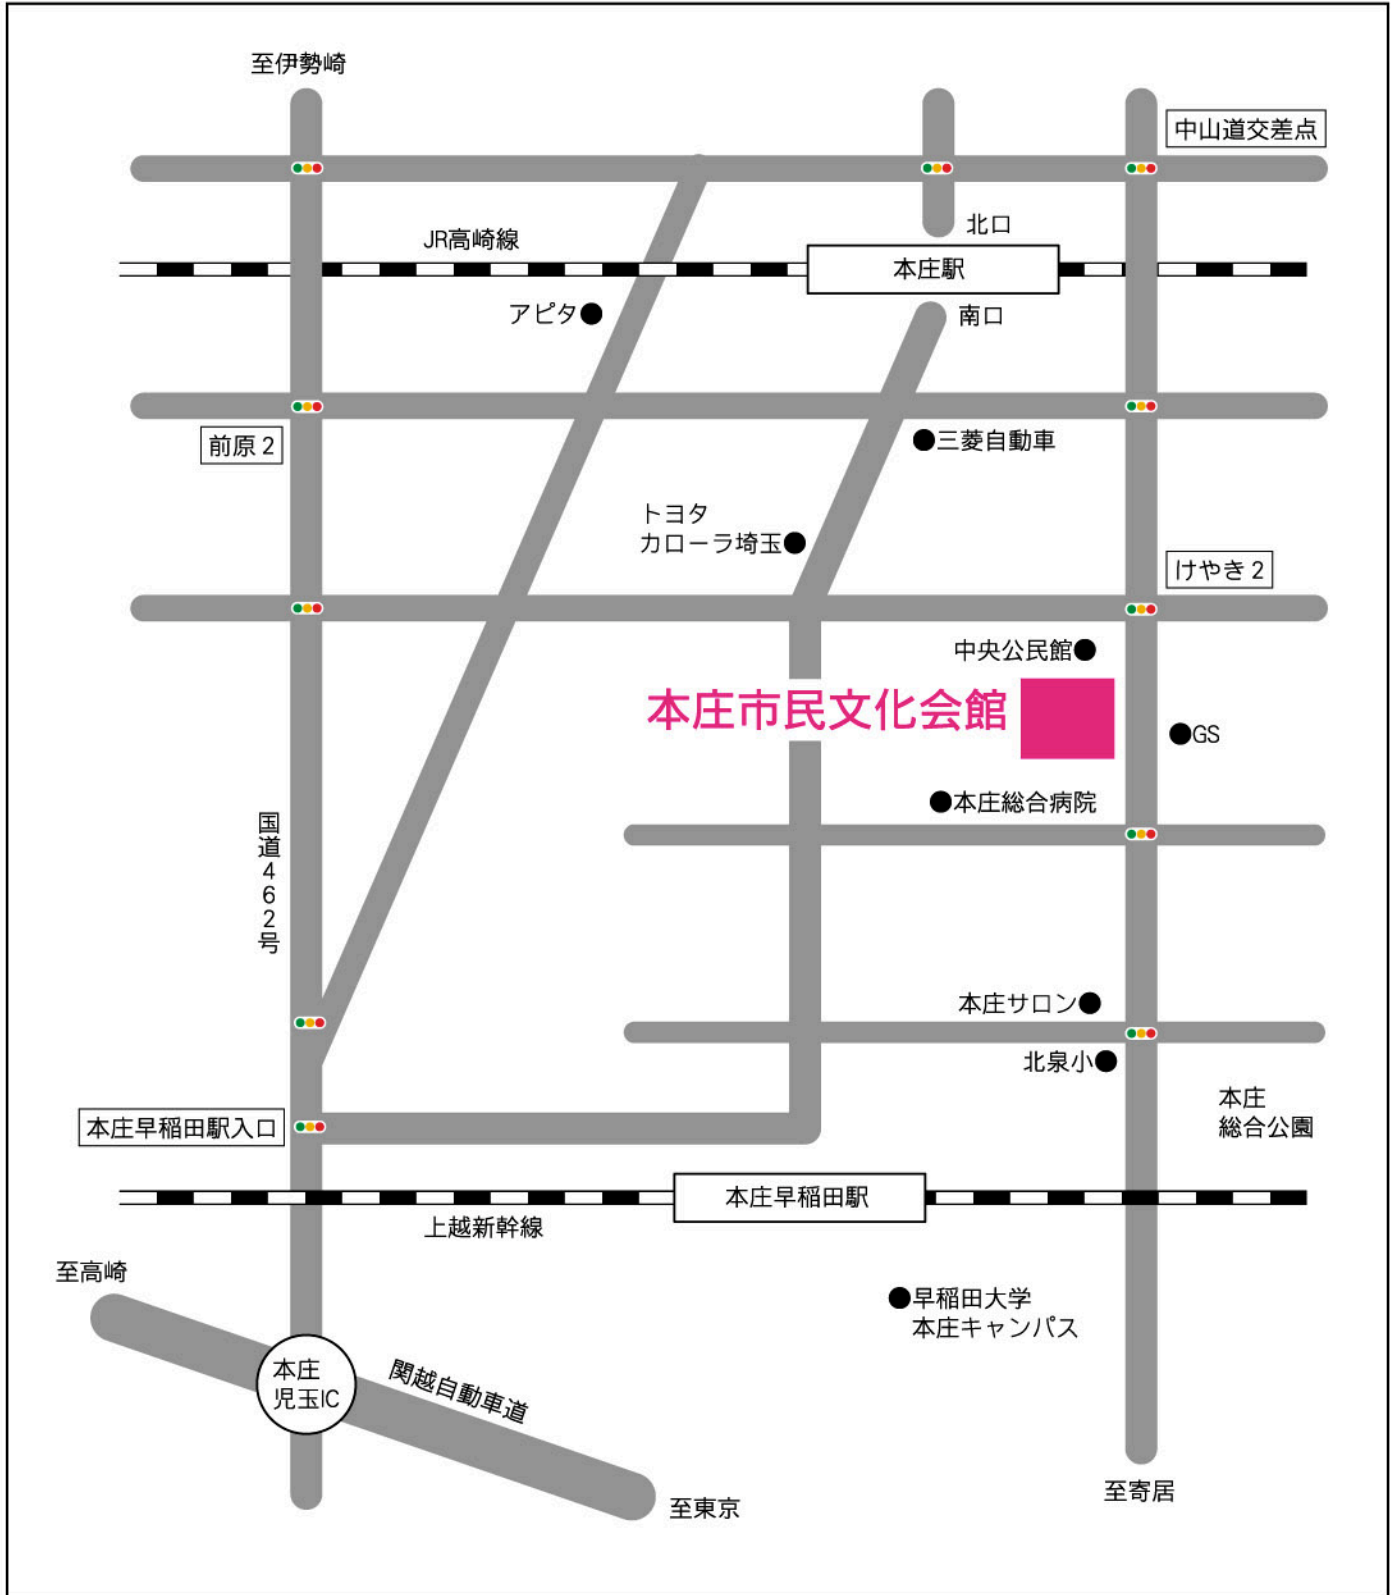 至伊勢崎
中山道交差点
北口
JR高崎線
本庄駅
アピタ
南口
前原2
三菱自動車
トヨタ
カローラ埼玉
けやき2
中央公民館
本庄市民文化会館
GS
本庄総合病院
国道462号
本庄サロン
北泉小
本庄
総合公園
本庄早稲田駅入口
本庄早稲田駅
上越新幹線
至高崎
早稲田大学
本庄キャンパス
本庄
児玉IC
関越自動車道
至寄居
至東京